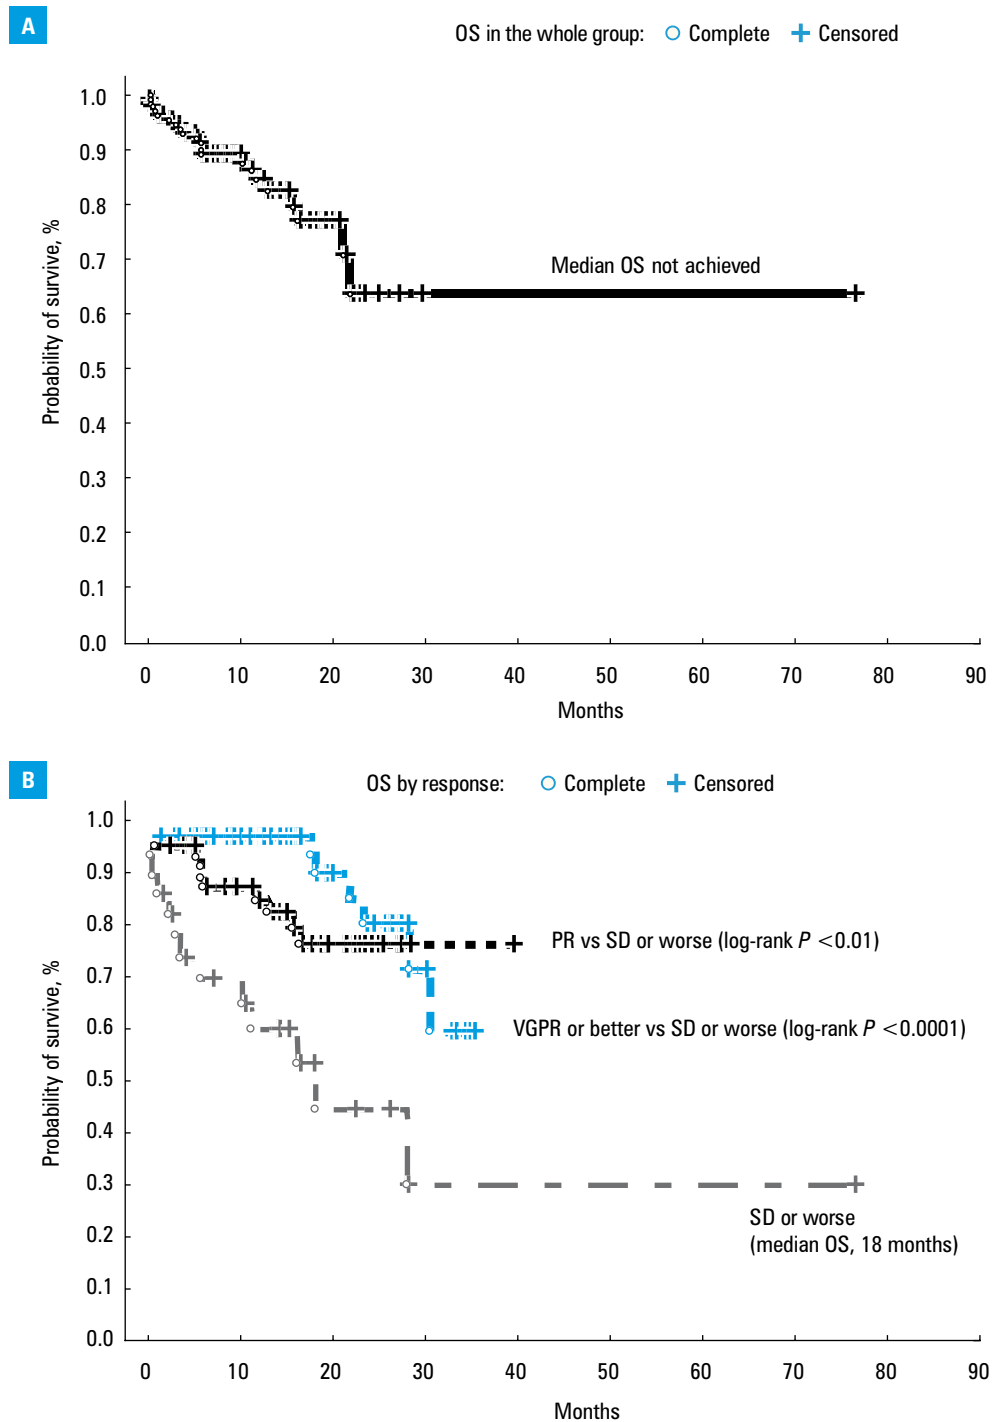 A
OS in the whole group: Complete Censored
1.0
0.9
0.8
0.7
0.6
0.5
0.4
0.3
0.2
0.1
0.0
Probability of survive, %
Median OS not achieved
0 10 20 30 40 50 60 70 80 90
Months
B
OS by response: Complete Censored
1.0
0.9
0.8
0.7
0.6
0.5
0.4
0.3
0.2
0.1
0.0
Probability of survive, %
PR vs SD or worse (log-rank P <0.01)
VGPR or better vs SD or worse (log-rank P <0.0001)
SD or worse
(median OS, 18 months)
0 10 20 30 40 50 60 70 80 90
Months